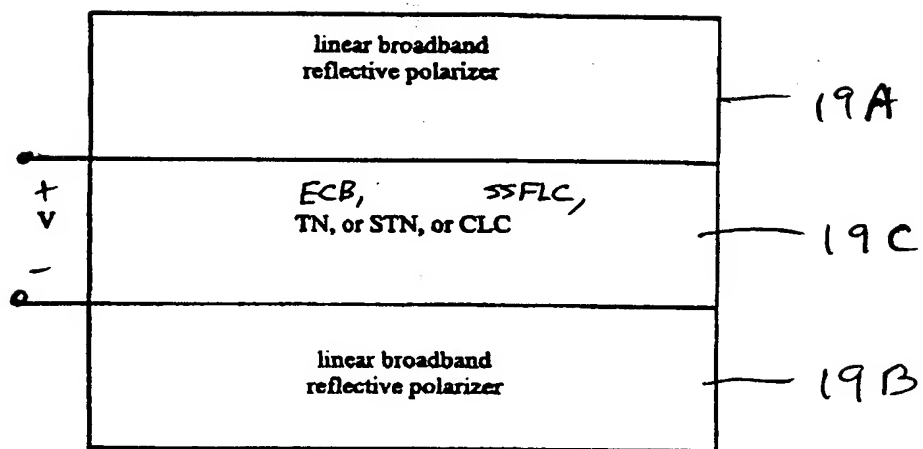 linear broadband
reflective polarizer
19A
+
V
-
ECB, SSFLC,
TN, or STN, or CLC
19C
linear broadband
reflective polarizer
19B